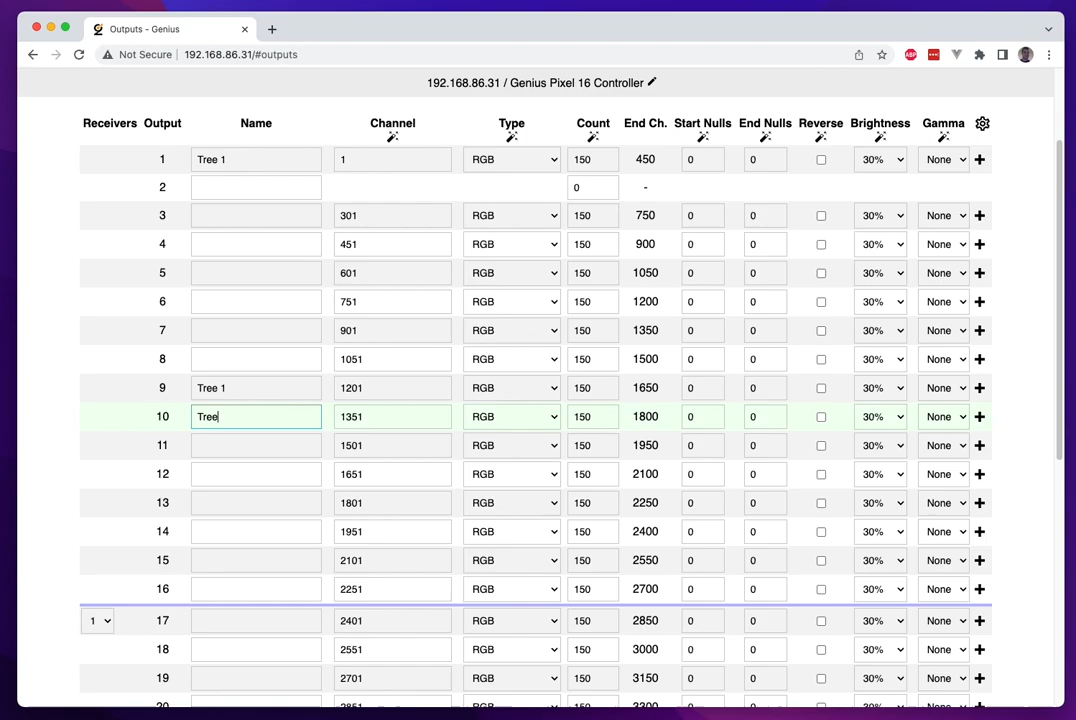 Outputs - Genius
Not Secure 192.168.86.31/#outputs
ABP
192.168.86.31 / Genius Pixel 16 Controller
Receivers Output Name Channel Type Count End Ch. Start Nulls End Nulls Reverse Brightness Gamma
1 Tree 1 1 RGB 150 450 0 0 30% None
2 0 -
3 301 RGB 150 750 0 0 30% None
4 451 RGB 150 900 0 0 30% None
5 601 RGB 150 1050 0 0 30% None
6 751 RGB 150 1200 0 0 30% None
7 901 RGB 150 1350 0 0 30% None
8 1051 RGB 150 1500 0 0 30% None
9 Tree 1 1201 RGB 150 1650 0 0 30% None
10 Tree 1351 RGB 150 1800 0 0 30% None
11 1501 RGB 150 1950 0 0 30% None
12 1651 RGB 150 2100 0 0 30% None
13 1801 RGB 150 2250 0 0 30% None
14 1951 RGB 150 2400 0 0 30% None
15 2101 RGB 150 2550 0 0 30% None
16 2251 RGB 150 2700 0 0 30% None
1 17 2401 RGB 150 2850 0 0 30% None
18 2551 RGB 150 3000 0 0 30% None
19 2701 RGB 150 3150 0 0 30% None
20 2851 RGB 150 3300 0 0 30% None